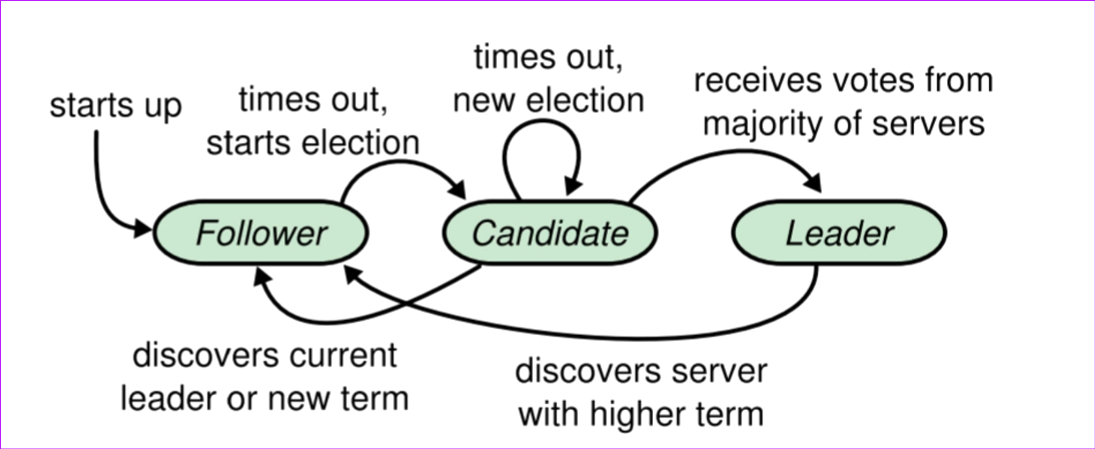 starts up
times out,
starts election
times out,
new election
receives votes from
majority of servers
Follower
Candidate
Leader
discovers current
leader or new term
discovers server
with higher term